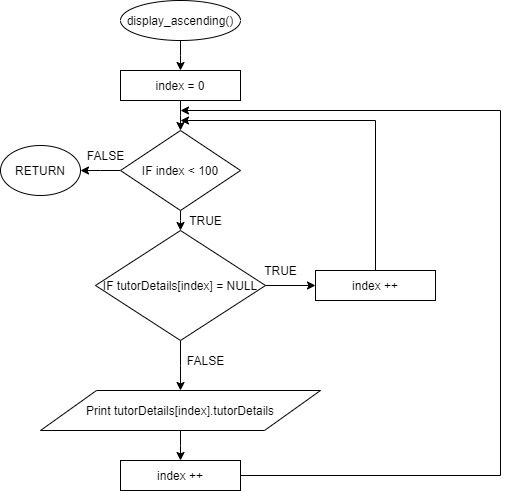 display_ascending()
index = 0
IF index < 100
FALSE
RETURN
TRUE
IF tutorDetails[index] = NULL
TRUE
index ++
FALSE
Print tutorDetails[index].tutorDetails
index ++